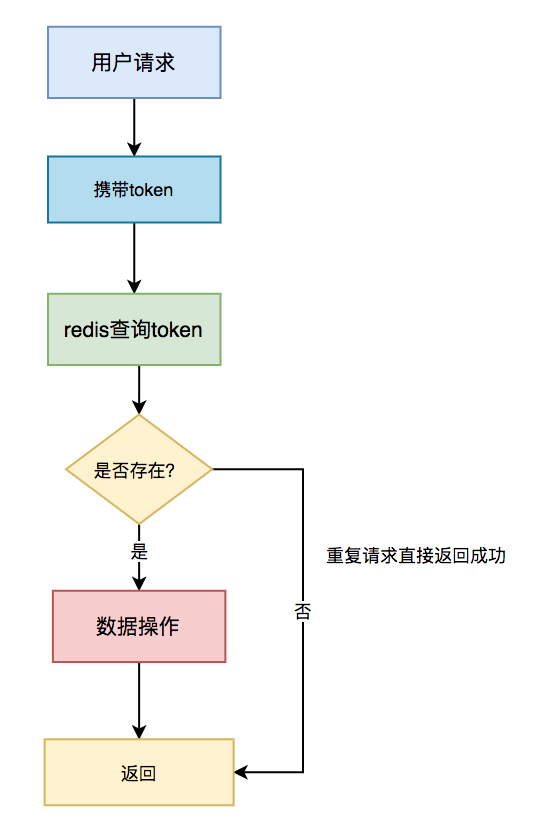 用户请求
携带token
redis查询token
是否存在?
是
重复请求直接返回成功
否
数据操作
返回